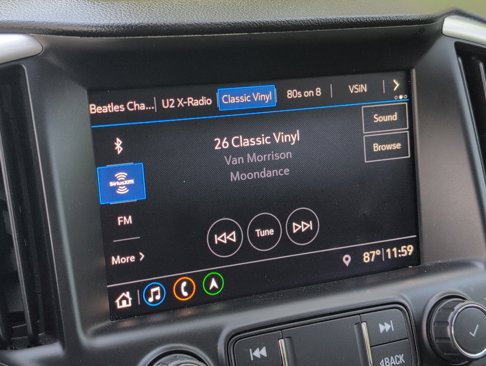 Beatles Cha... U2 X-Radio Classic Vinyl 80s on 8 VSIN
Sound
26 Classic Vinyl
Van Morrison
Browse
Moondance
SiriusXM
FM
Tune
More
87° 11:59
BACK